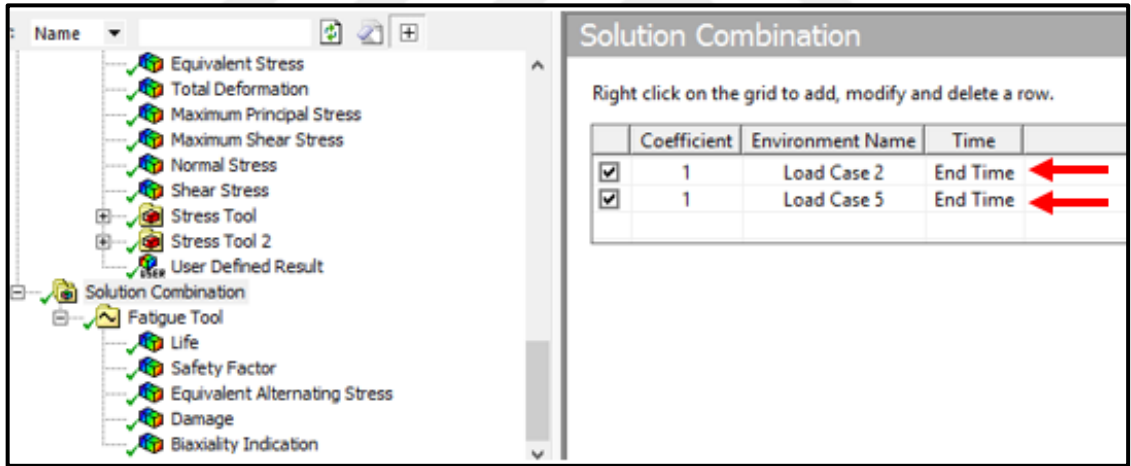 : Name
Equivalent Stress
Total Deformation
Maximum Principal Stress
Maximum Shear Stress
Normal Stress
Shear Stress
Stress Tool
Stress Tool 2
USER User Defined Result
Solution Combination
Fatigue Tool
Life
Safety Factor
Equivalent Alternating Stress
Damage
Biaxiality Indication
Solution Combination
Right click on the grid to add, modify and delete a row.
Coefficient Environment Name Time
1 Load Case 2 End Time
1 Load Case 5 End Time